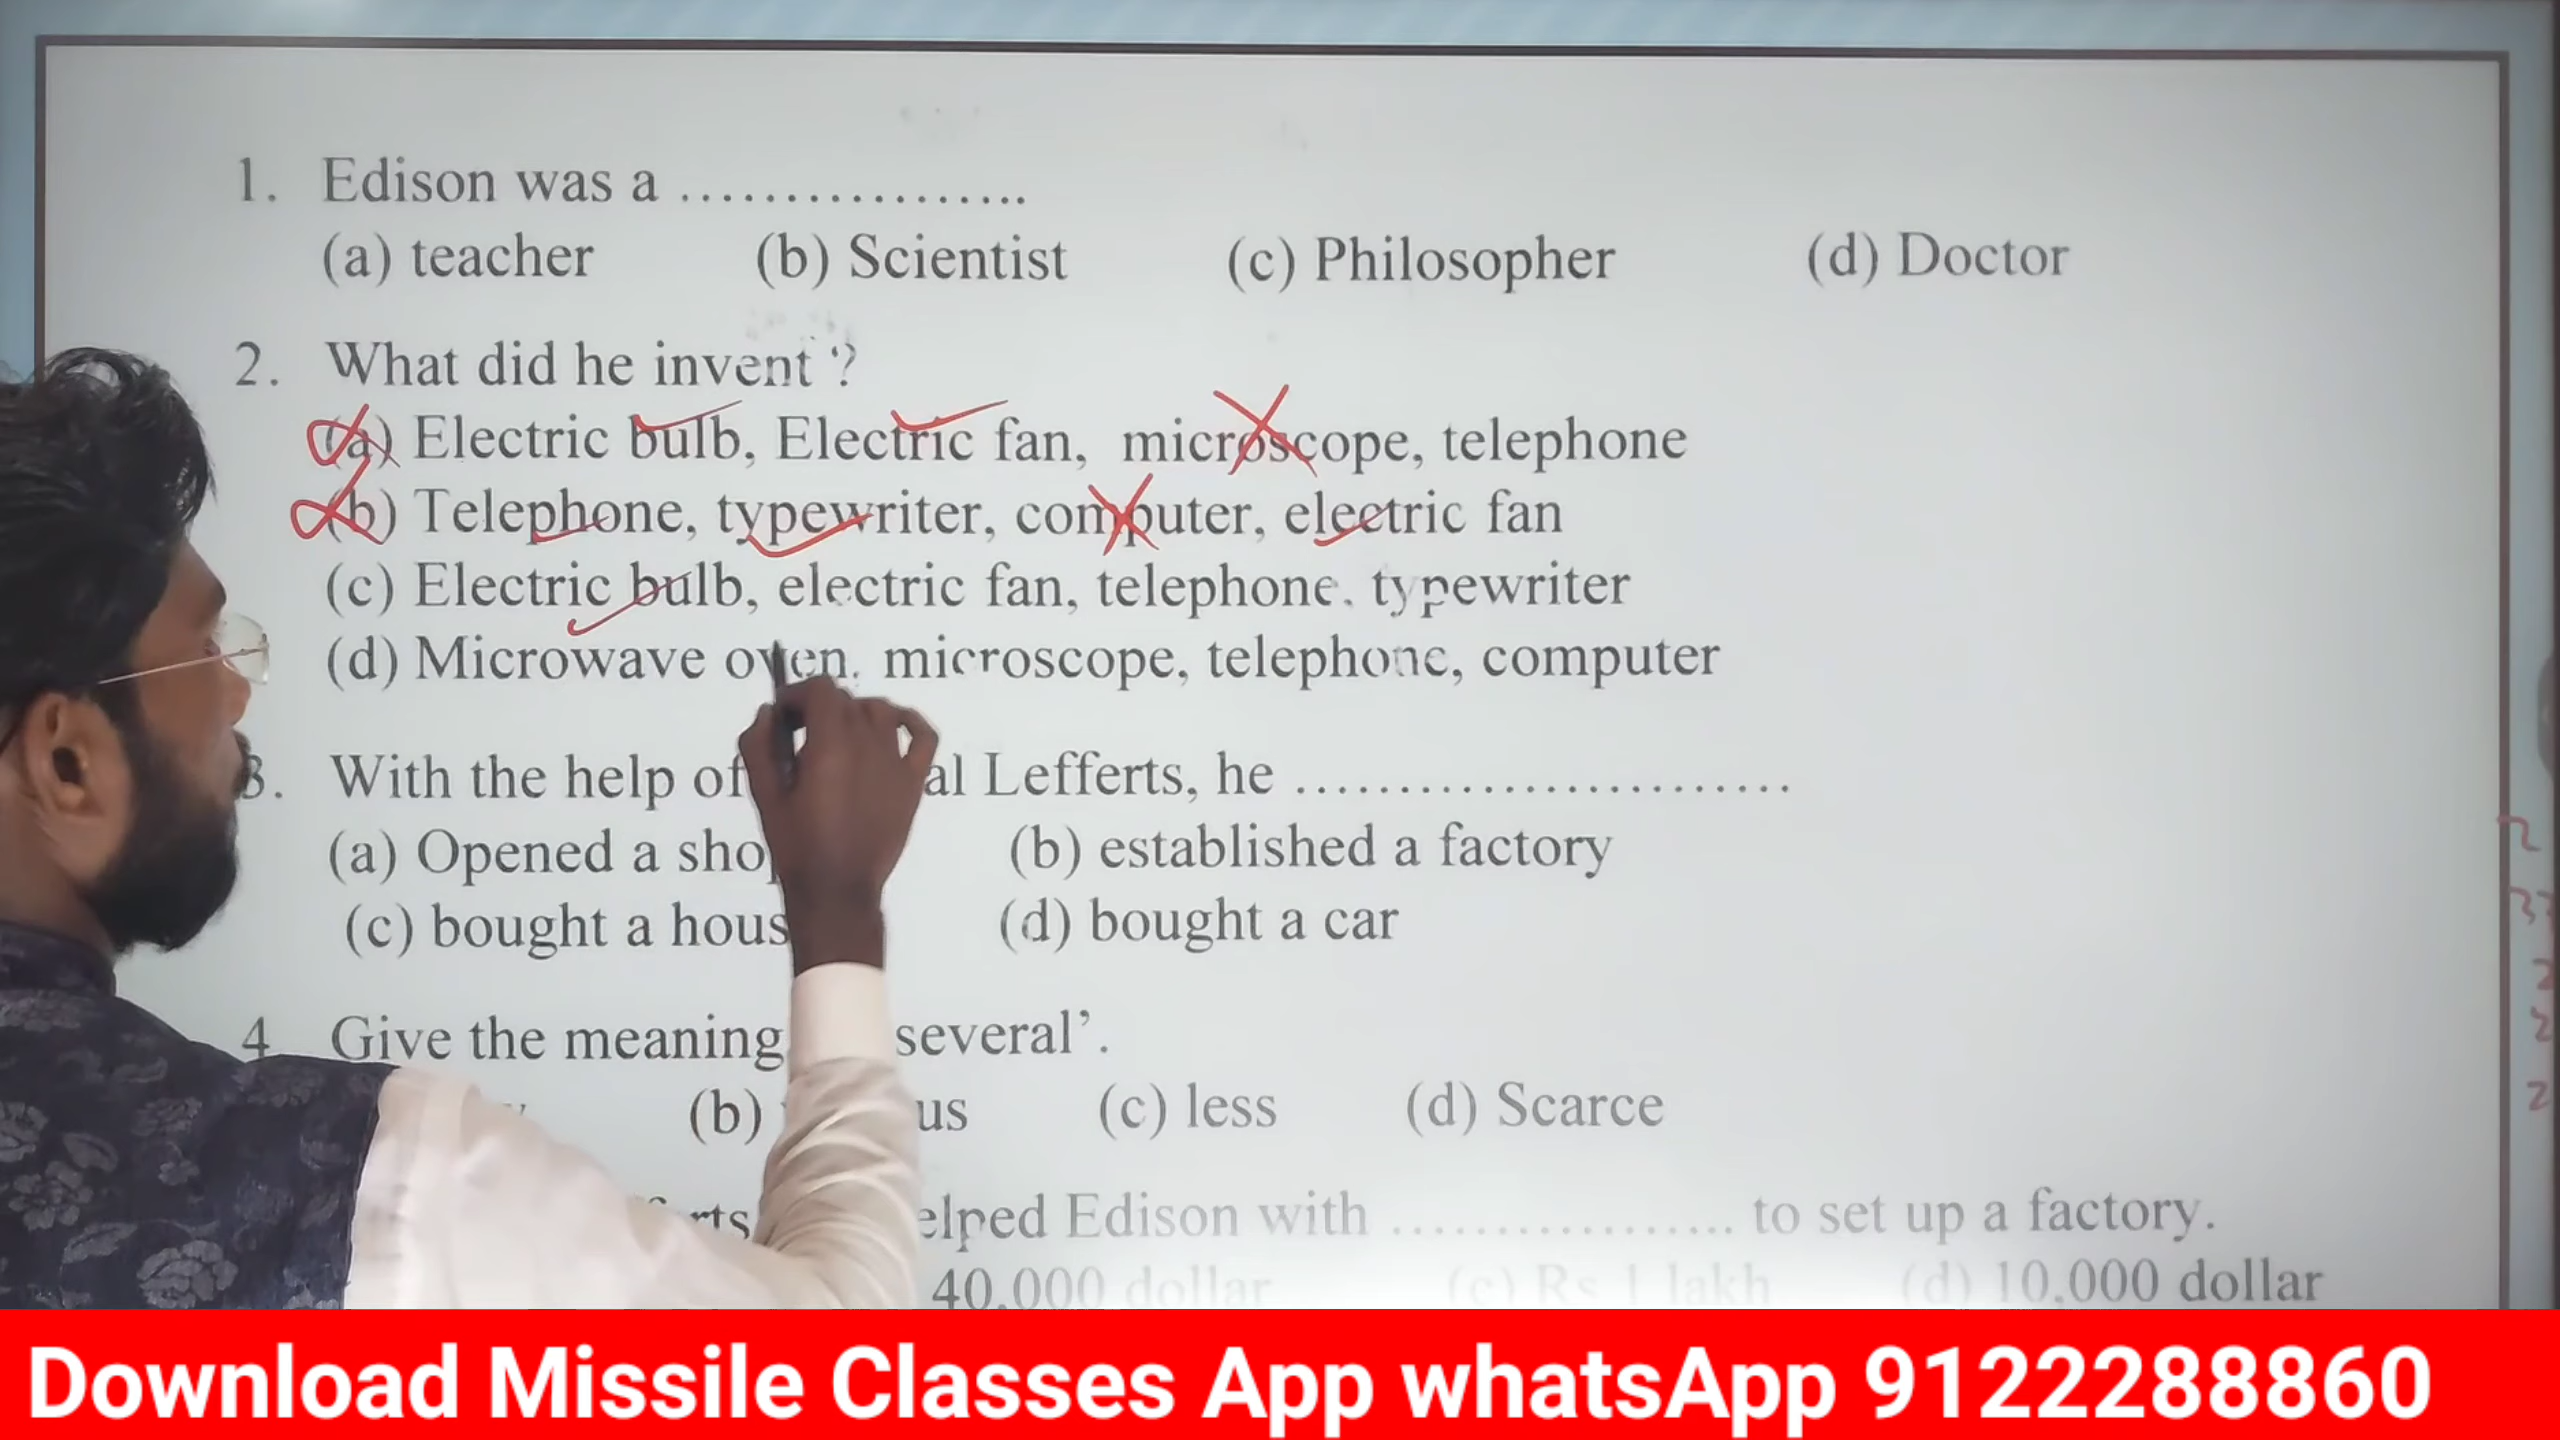 1. Edison was a ....................
(a) teacher (b) Scientist (c) Philosopher (d) Doctor
2. What did he invent ?
(a) Electric bulb, Electric fan, microscope, telephone
(b) Telephone, typewriter, computer, electric fan
(c) Electric bulb, electric fan, telephone, typewriter
(d) Microwave oven, microscope, telephone, computer
3. With the help of al Lefferts, he ........................
(a) Opened a sho (b) established a factory
(c) bought a hous (d) bought a car
4 Give the meaning several’.
(b) us (c) less (d) Scarce
rts elped Edison with ................. to set up a factory.
40,000 dollar (c) Rs 1 lakh (d) 10,000 dollar
Download Missile Classes App whatsApp 9122288860